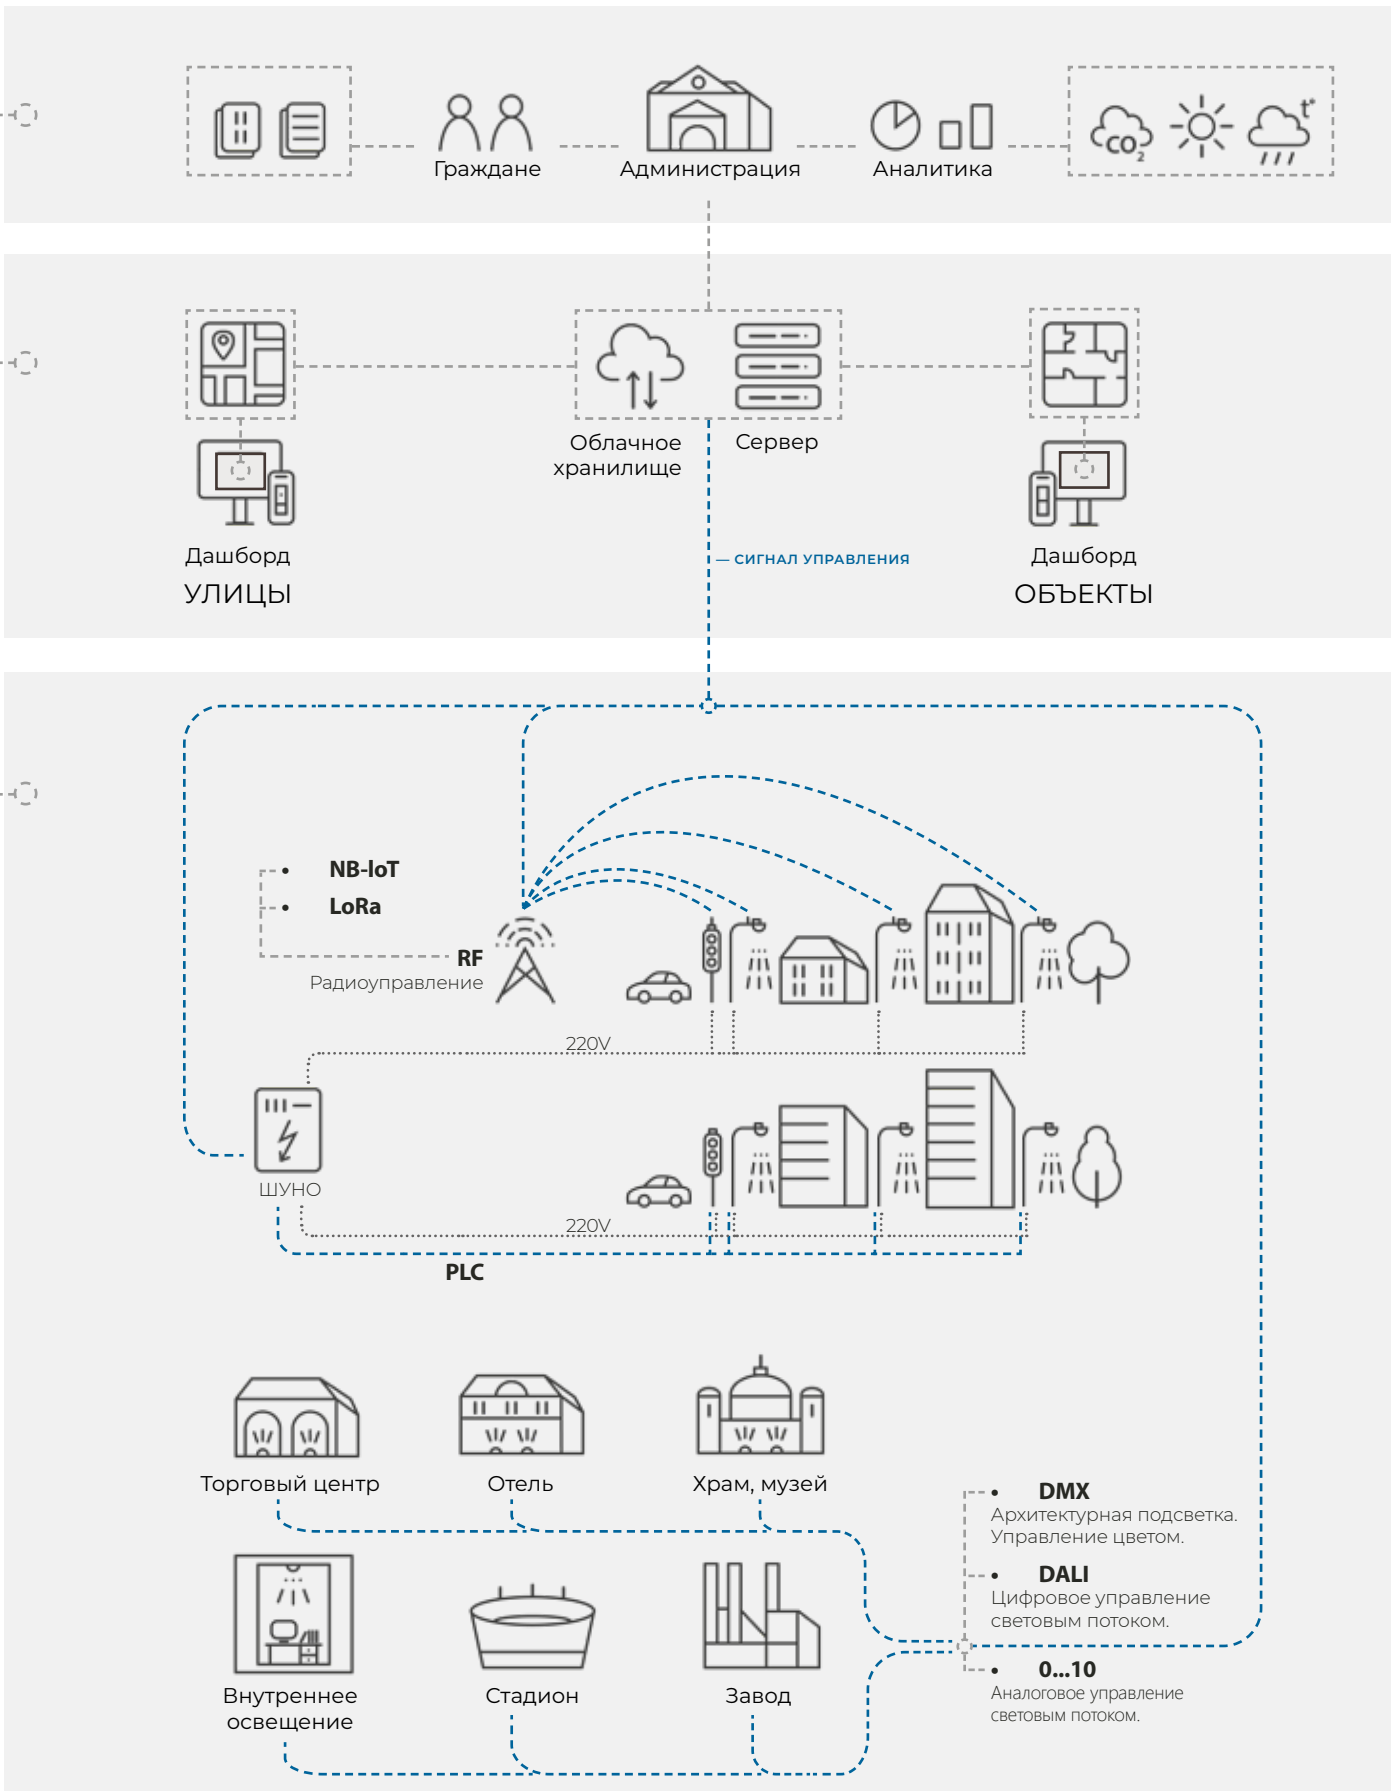 CO₂
t°
Граждане
Администрация
Аналитика
Облачное
хранилище
Сервер
Дашборд
УЛИЦЫ
— СИГНАЛ УПРАВЛЕНИЯ
Дашборд
ОБЪЕКТЫ
• NB-IoT
• LoRa
RF
Радиоуправление
220V
ШУНО
220V
PLC
Торговый центр
Отель
Храм, музей
• DMX
Архитектурная подсветка.
Управление цветом.
• DALI
Цифровое управление
световым потоком.
• 0...10
Аналоговое управление
световым потоком.
Внутреннее
освещение
Стадион
Завод